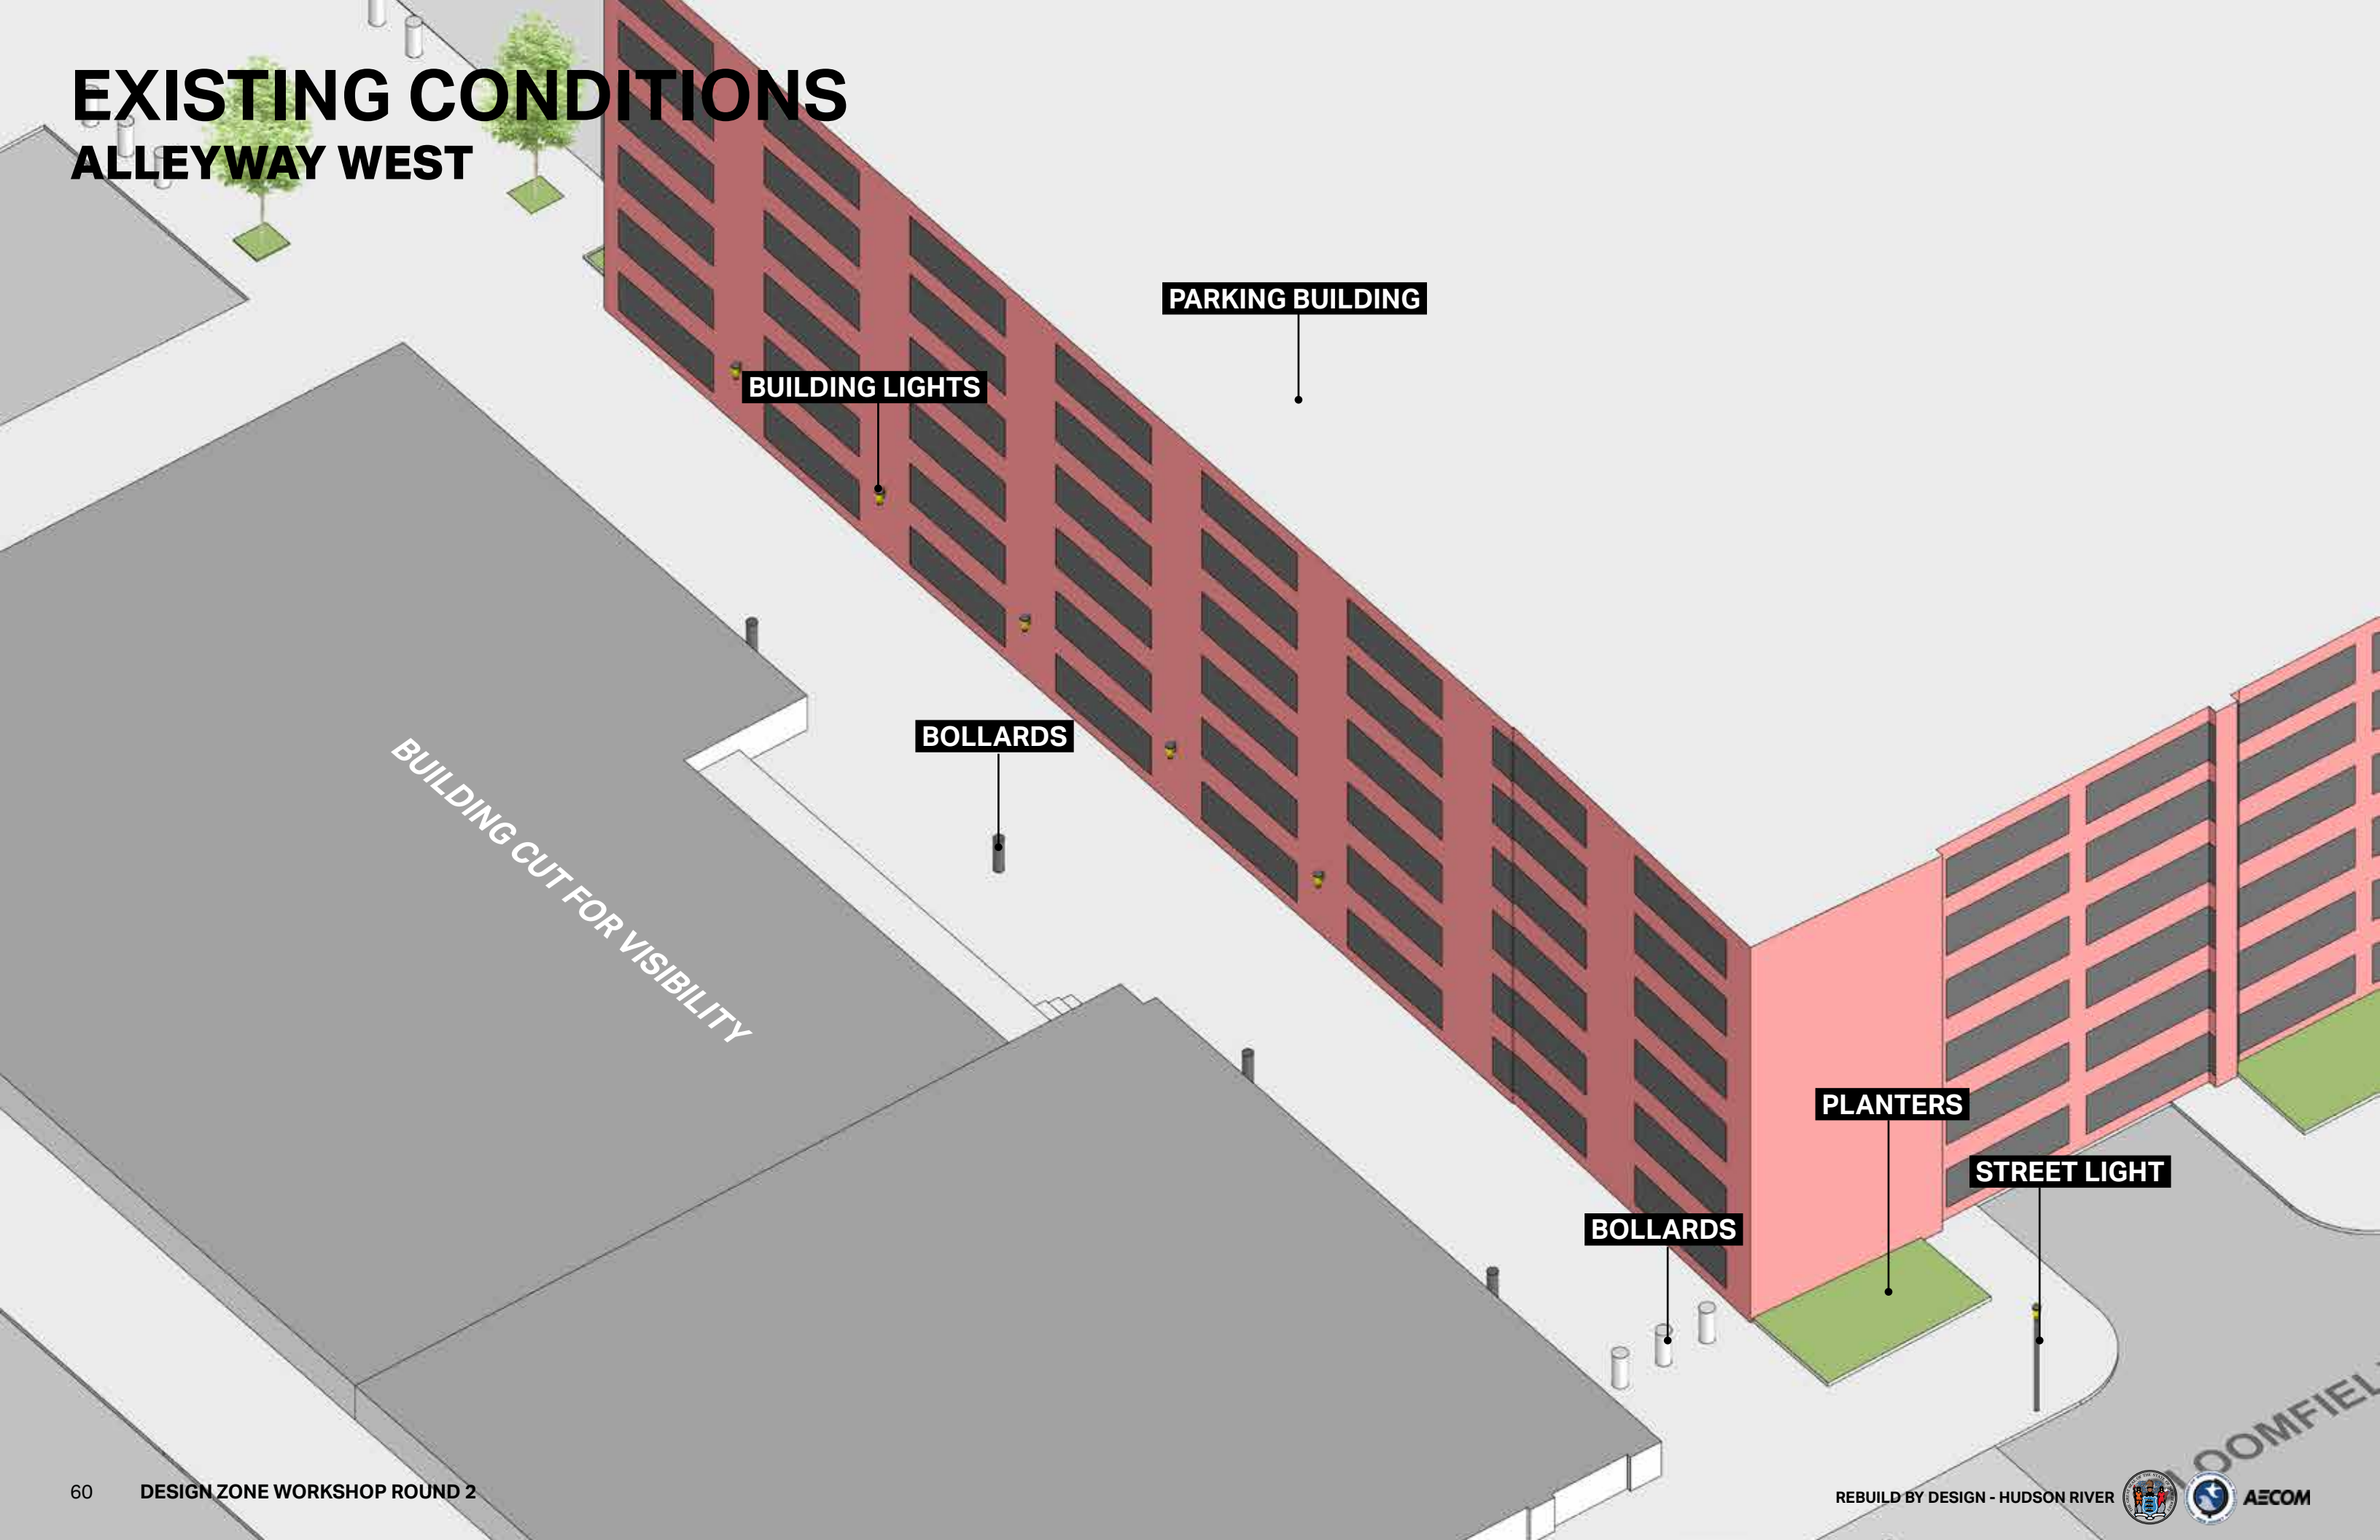 EXISTING CONDITIONS
ALLEYWAY WEST
PARKING BUILDING
BUILDING LIGHTS
BOLLARDS
BUILDING CUT FOR VISIBILITY
PLANTERS
STREET LIGHT
BOLLARDS
60 DESIGN ZONE WORKSHOP ROUND 2
REBUILD BY DESIGN - HUDSON RIVER
AECOM